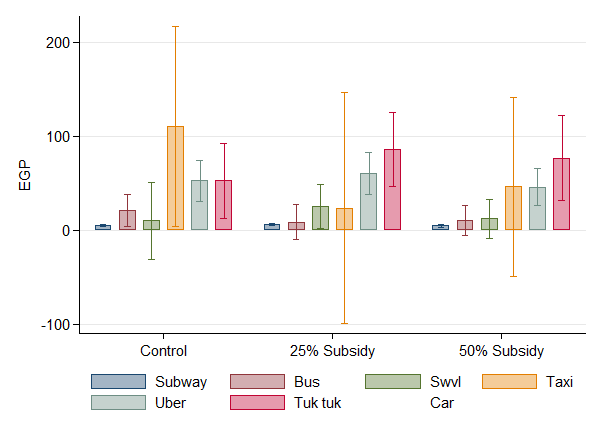 200
100
EGP
0
-100
Control 25% Subsidy 50% Subsidy
Subway Bus Swvl Taxi
Uber Tuk tuk Car